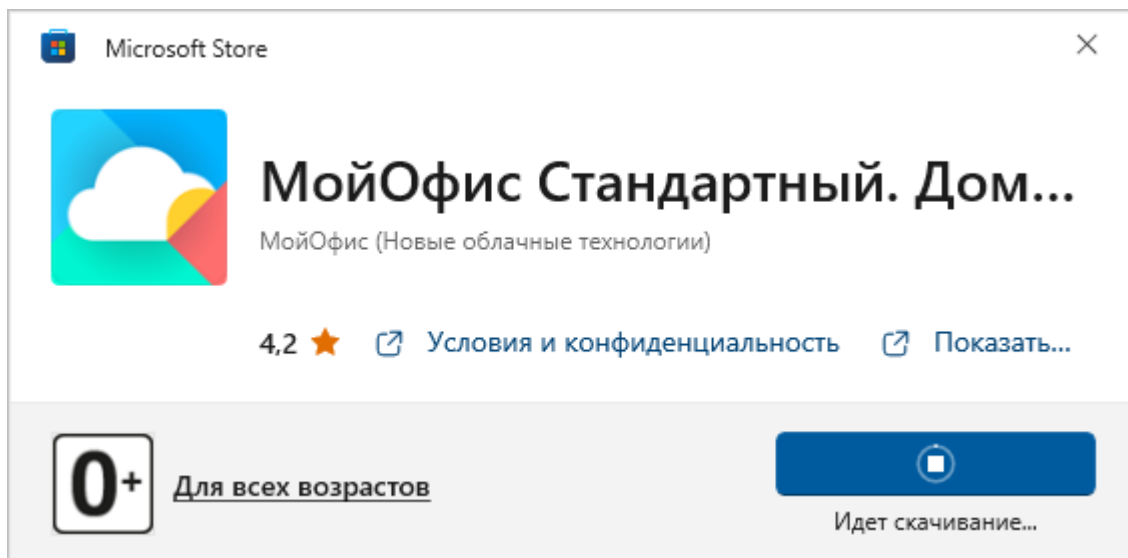 Microsoft Store
МойОфис Стандартный. Дом...
МойОфис (Новые облачные технологии)
4,2 Условия и конфиденциальность Показать...
0+ Для всех возрастов
Идет скачивание...